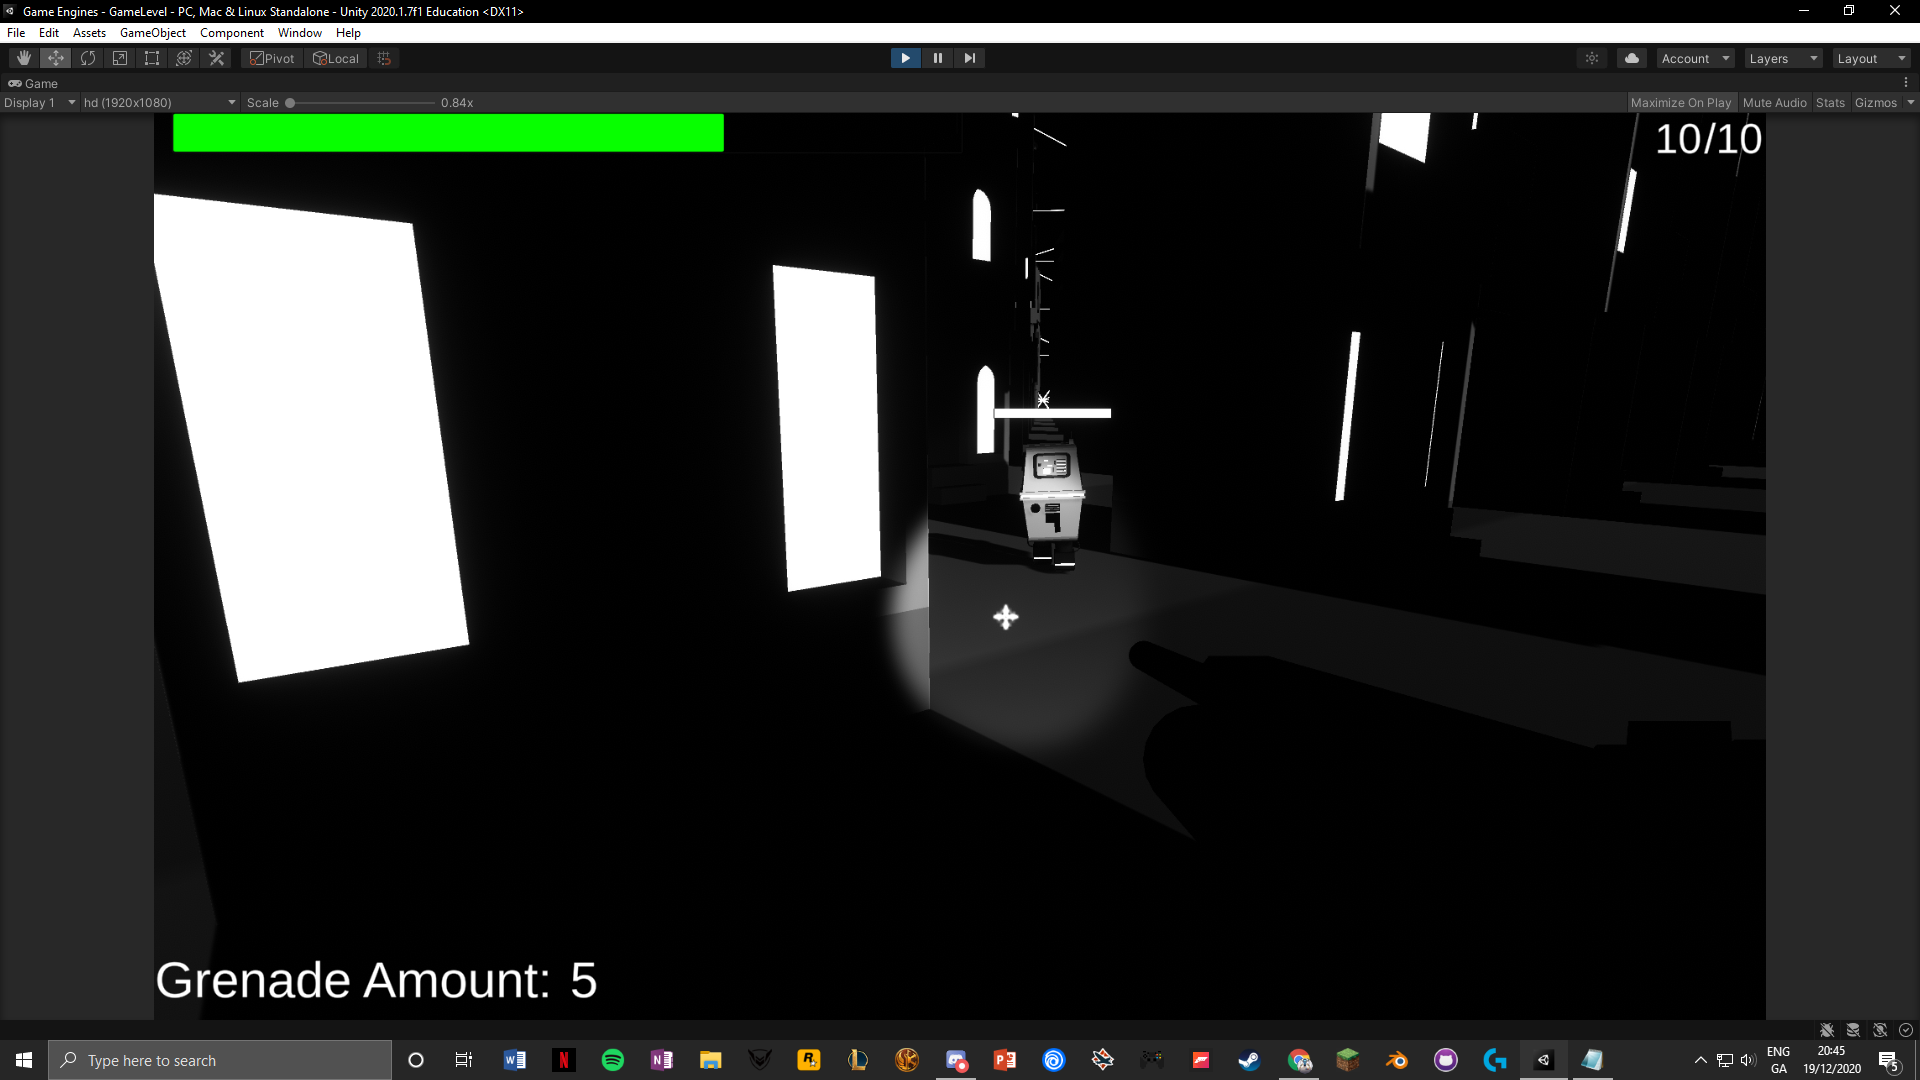 Game Engines - GameLevel - PC, Mac & Linux Standalone - Unity 2020.1.7f1 Education <DX11>
File Edit Assets GameObject Component Window Help
Pivot Local Account Layers Layout
Game
Display 1 hd (1920x1080) Scale 0.84x Maximize On Play Mute Audio Stats Gizmos
10/10
Grenade Amount: 5
Type here to search
ENG
GA
20:45
19/12/2020
5